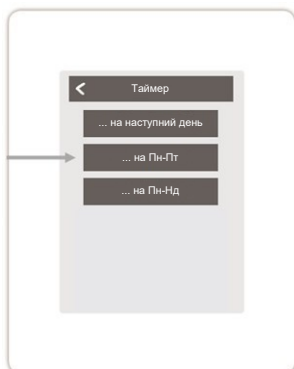 Таймер
... на наступний день
... на Пн-Пт
... на Пн-Нд